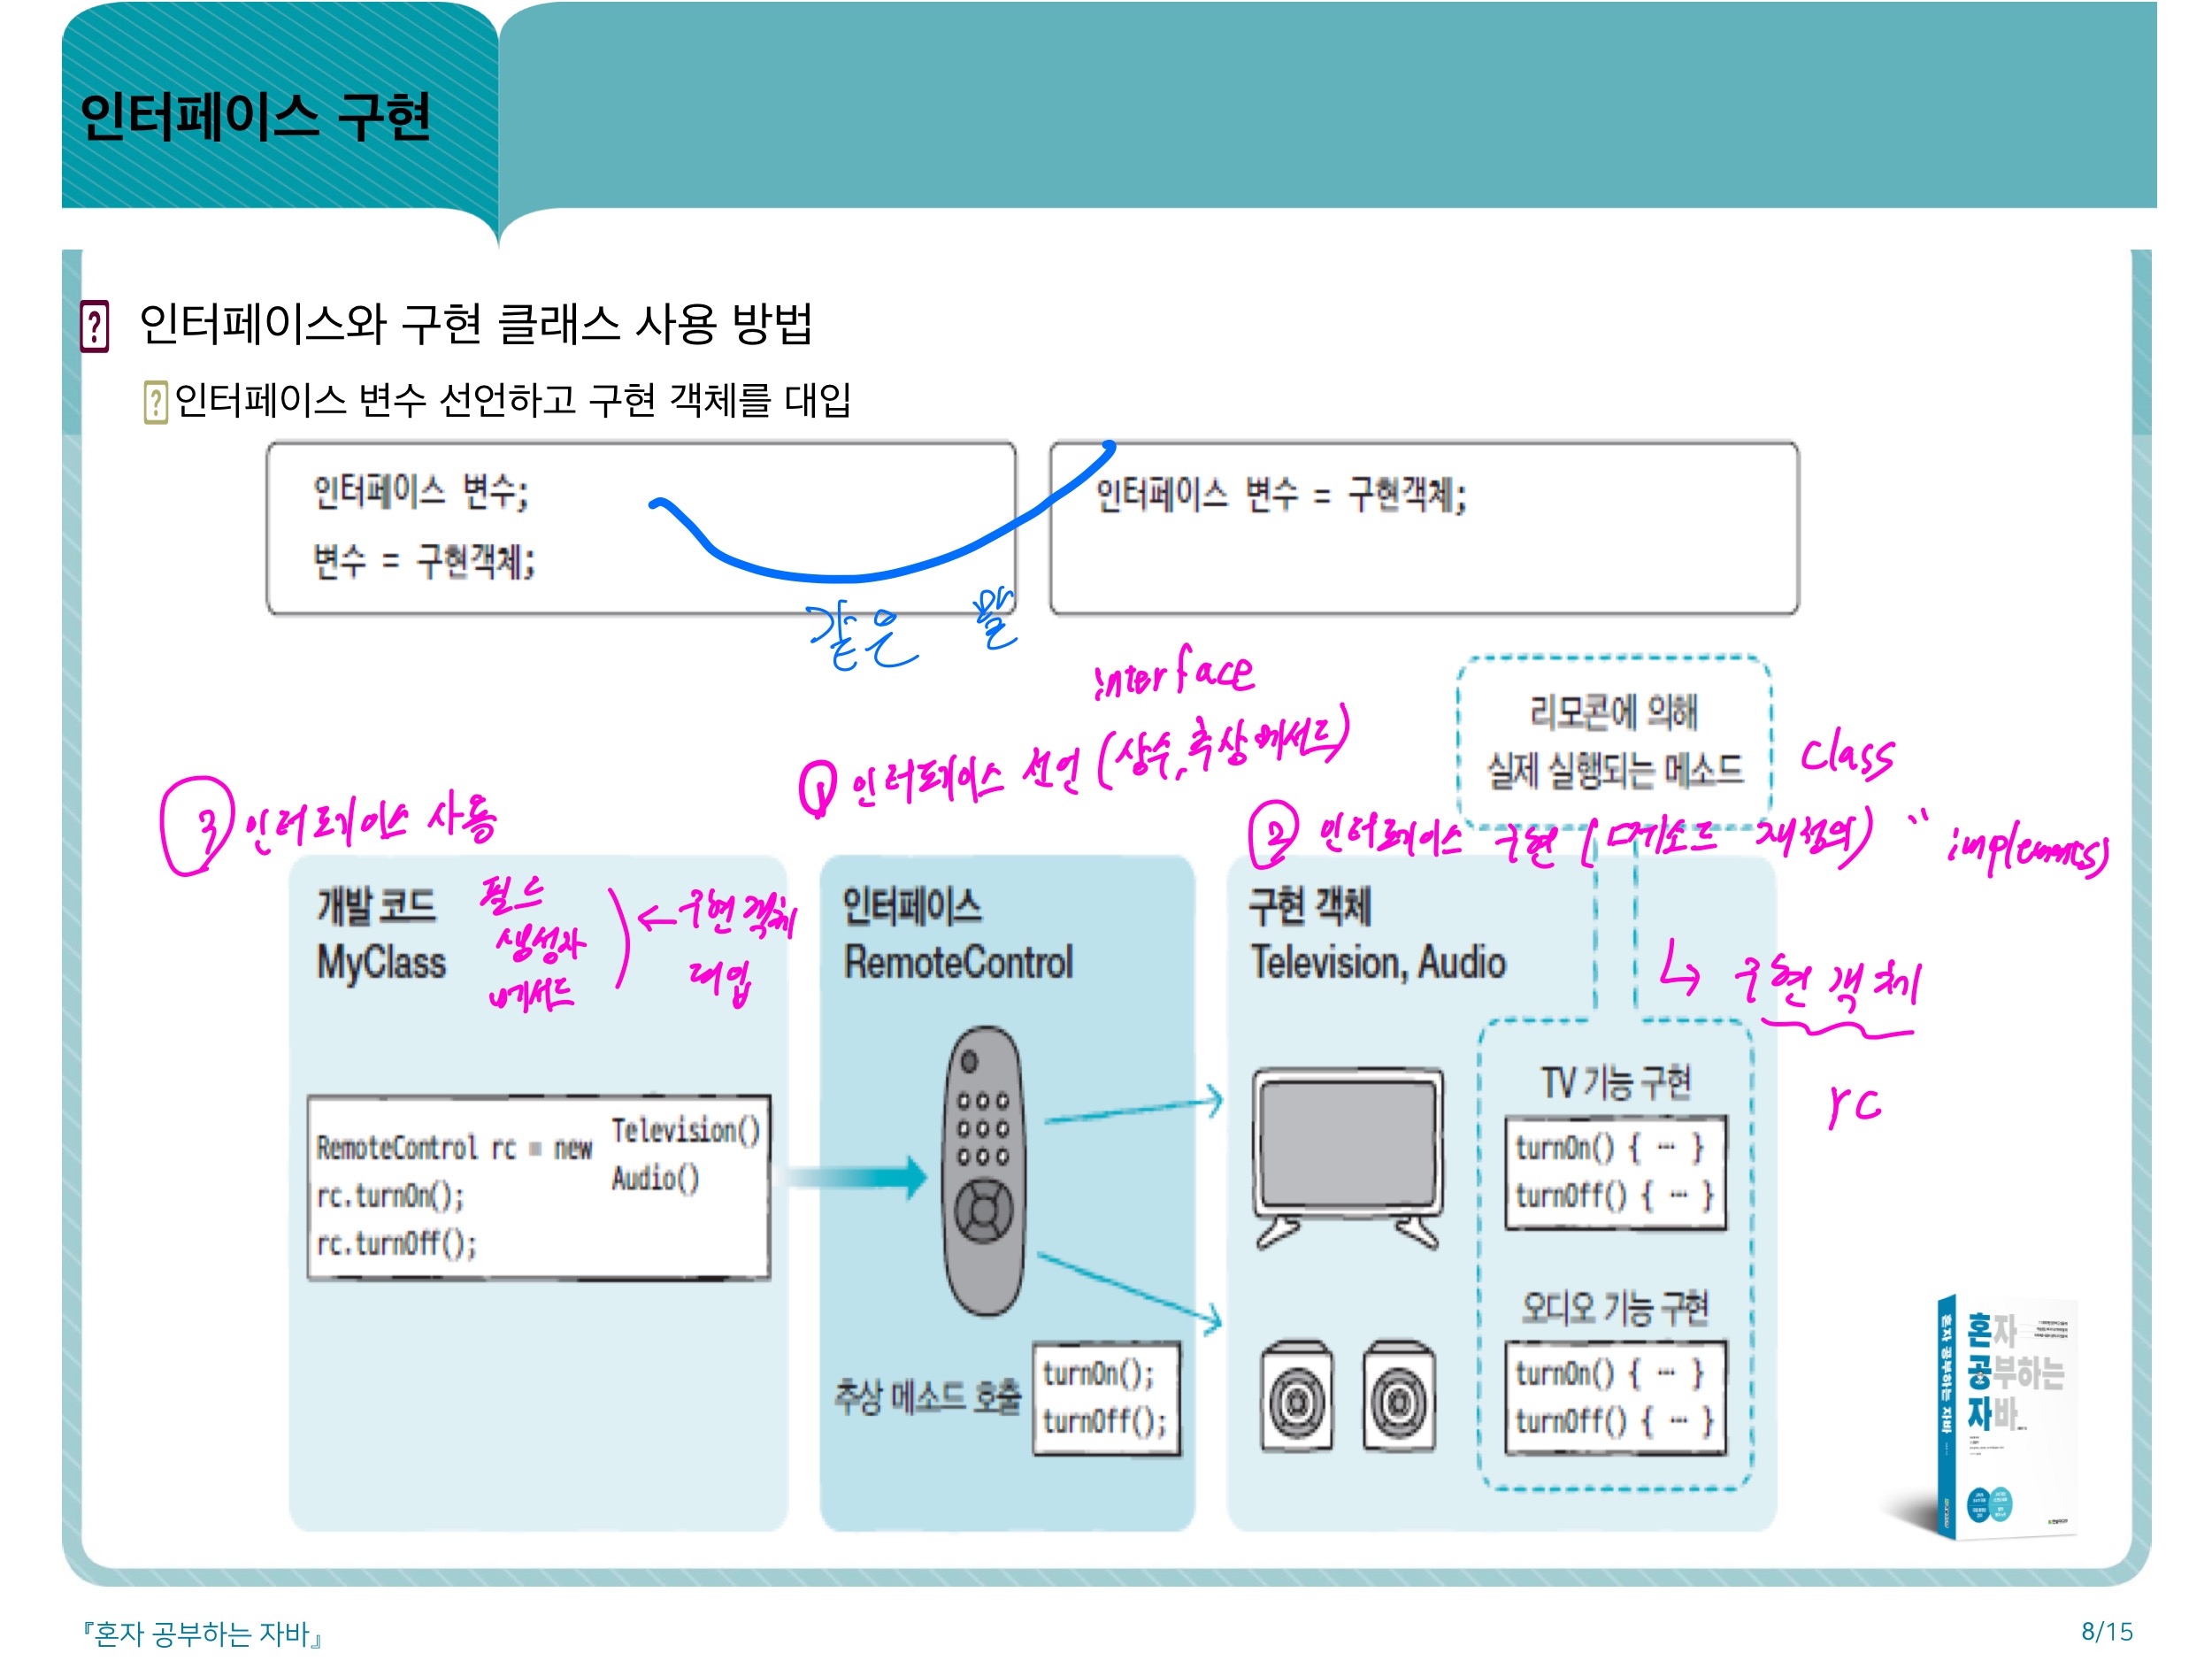 인터페이스 구현
인터페이스와 구현 클래스 사용 방법
인터페이스 변수 선언하고 구현 객체를 대입
인터페이스 변수;
변수 = 구현객체;
인터페이스 변수 = 구현객체;
같은 말
interface
① 인터페이스 선언 (상수, 추상메서드)
리모콘에 의해
실제 실행되는 메소드
class
③ 인터페이스 사용
② 인터페이스 구현 (메소드 재정의) " implements)
개발 코드
MyClass
필드
생성자
메서드
← 구현 객체
대입
인터페이스
RemoteControl
구현 객체
Television, Audio
↳ 구현 객체
rc
RemoteControl rc = new Television()
Audio()
rc.turnOn();
rc.turnOff();
추상 메소드 호출
turnOn();
turnOff();
TV 기능 구현
turnOn() { … }
turnOff() { … }
오디오 기능 구현
turnOn() { … }
turnOff() { … }
혼자 공부하는 자바
혼자
공부하는
자바
『혼자 공부하는 자바』
8/15